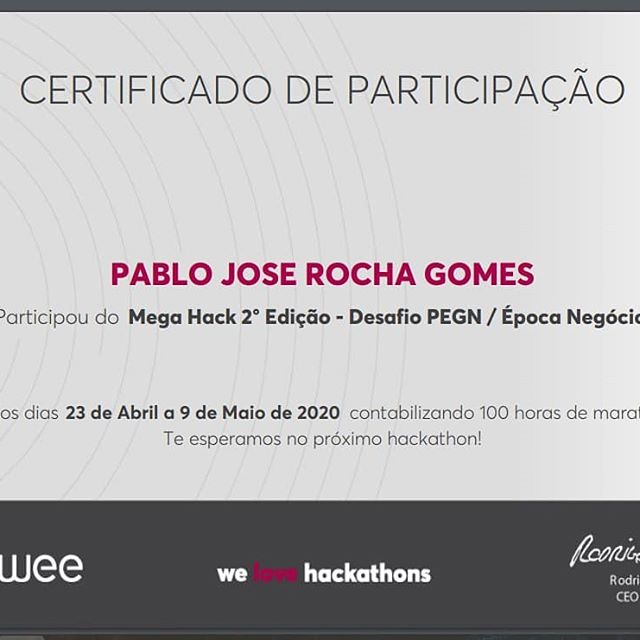 CERTIFICADO DE PARTICIPAÇÃO
PABLO JOSE ROCHA GOMES
Participou do Mega Hack 2° Edição - Desafio PEGN / Época Negócio
os dias 23 de Abril a 9 de Maio de 2020 contabilizando 100 horas de marat
Te esperamos no próximo hackathon!
wee
we love hackathons
Rodri
CEO